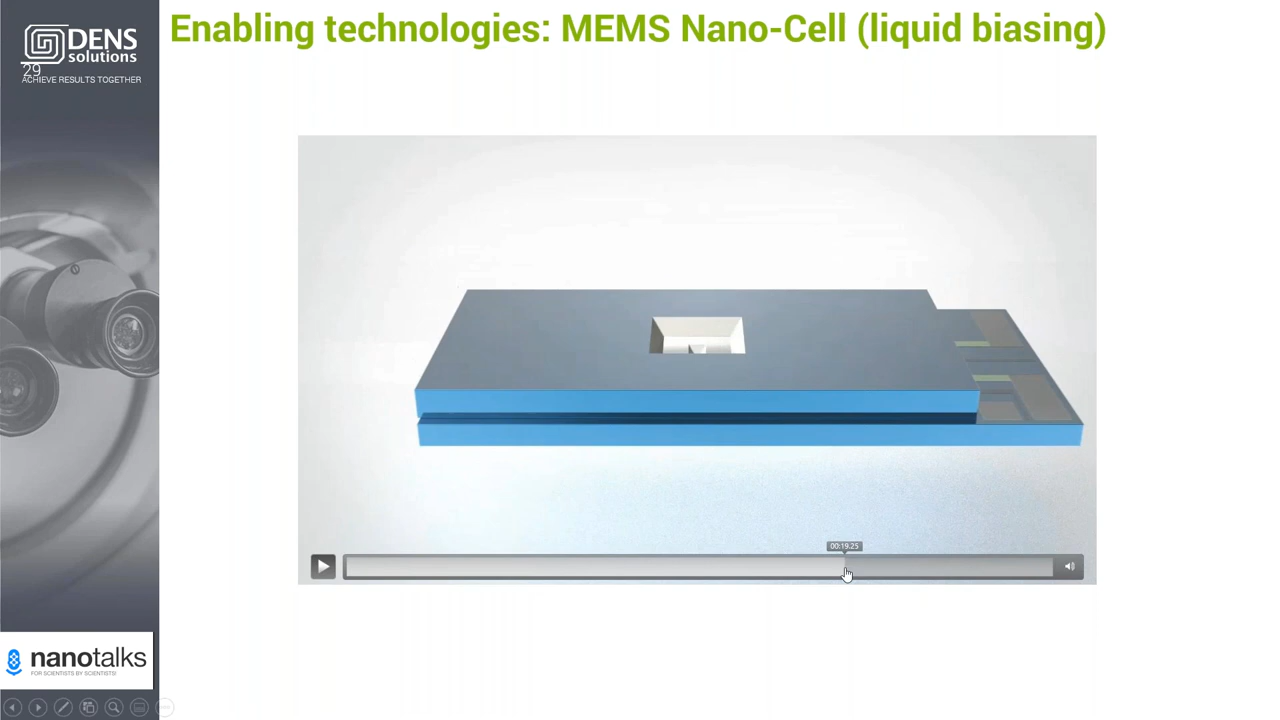 Enabling technologies: MEMS Nano-Cell (liquid biasing)
DENS
solutions
29
ACHIEVE RESULTS TOGETHER
00:19.25
nanotalks
FOR SCIENTISTS BY SCIENTISTS!